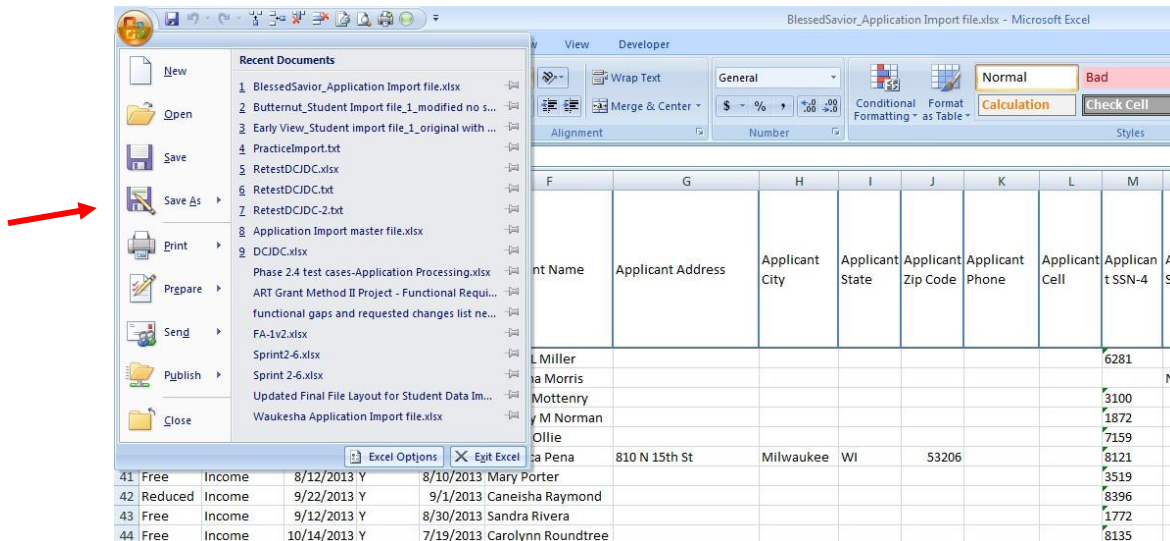 BlessedSavior_Application Import file.xlsx - Microsoft Excel
View Developer
Wrap Text
Merge & Center
Alignment
General
$ % , .0 .00 .00 .0
Number
Conditional Formatting
Format as Table
Normal Bad
Calculation Check Cell
Styles
New
Open
Save
Save As
Print
Prepare
Send
Publish
Close
Recent Documents
1 BlessedSavior_Application Import file.xlsx
2 Butternut_Student Import file_1_modified no s...
3 Early View_Student import file_1_original with ...
4 PracticeImport.txt
5 RetestDCJDC.xlsx
6 RetestDCJDC.txt
7 RetestDCJDC-2.txt
8 Application Import master file.xlsx
9 DCJDC.xlsx
Phase 2.4 test cases-Application Processing.xlsx
ART Grant Method II Project - Functional Requi...
functional gaps and requested changes list ne...
FA-1v2.xlsx
Sprint2-6.xlsx
Sprint 2-6.xlsx
Updated Final File Layout for Student Data Im...
Waukesha Application Import file.xlsx
Excel Options Exit Excel
F G H I J K L M
nt Name Applicant Address Applicant City Applicant State Applicant Zip Code Applicant Phone Applicant Cell Applican t SSN-4
L Miller 6281
a Morris
Mottenry 3100
y M Norman 1872
Ollie 7159
ca Pena 810 N 15th St Milwaukee WI 53206 8121
41 Free Income 8/12/2013 Y 8/10/2013 Mary Porter 3519
42 Reduced Income 9/22/2013 Y 9/1/2013 Caneisha Raymond 8396
43 Free Income 9/12/2013 Y 8/30/2013 Sandra Rivera 1772
44 Free Income 10/14/2013 Y 7/19/2013 Carolynn Roundtree 8135